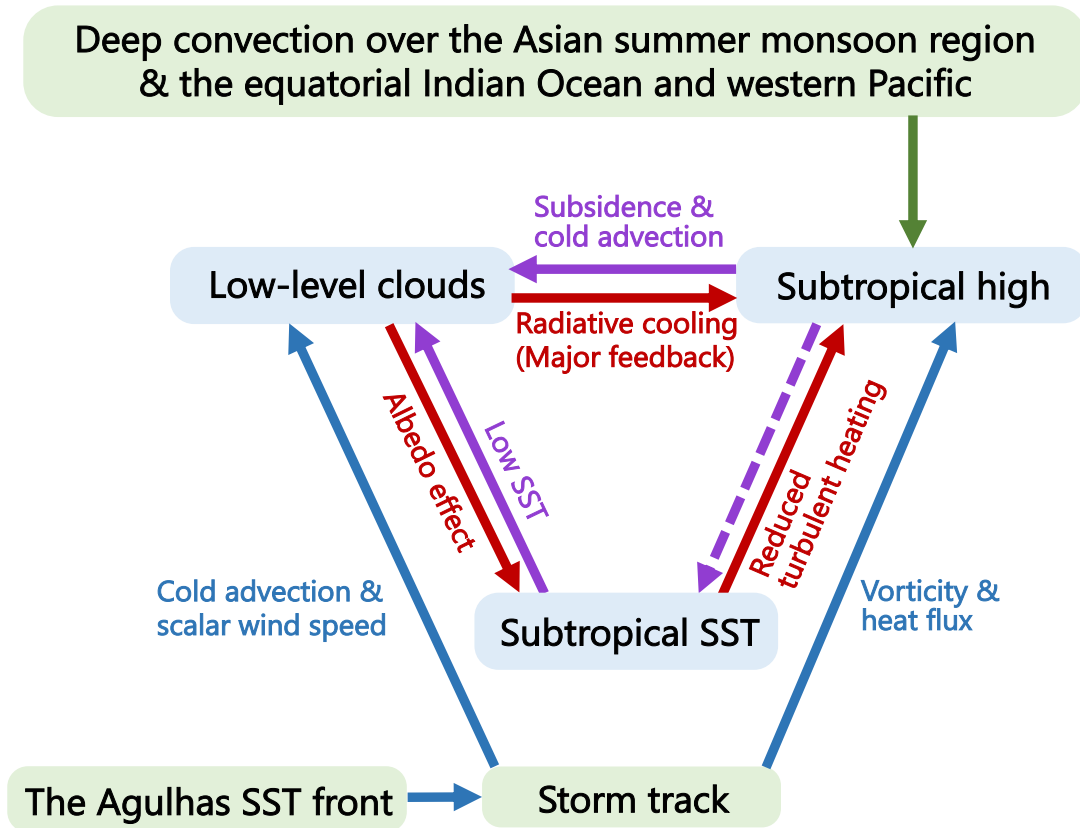 Deep convection over the Asian summer monsoon region
& the equatorial Indian Ocean and western Pacific
Subsidence &
cold advection
Low-level clouds
Subtropical high
Radiative cooling
(Major feedback)
Albedo effect
Low SST
Reduced
turbulent heating
Cold advection &
scalar wind speed
Vorticity &
heat flux
Subtropical SST
The Agulhas SST front
Storm track